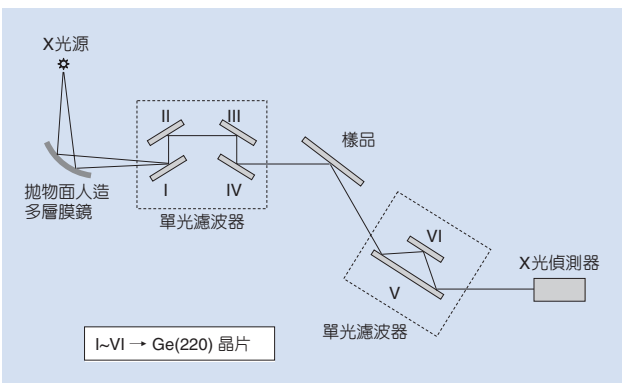 X光源
II
III
I
IV
拋物面人造
多層膜鏡
單光濾波器
樣品
VI
V
單光濾波器
X光偵測器
I~VI → Ge(220) 晶片